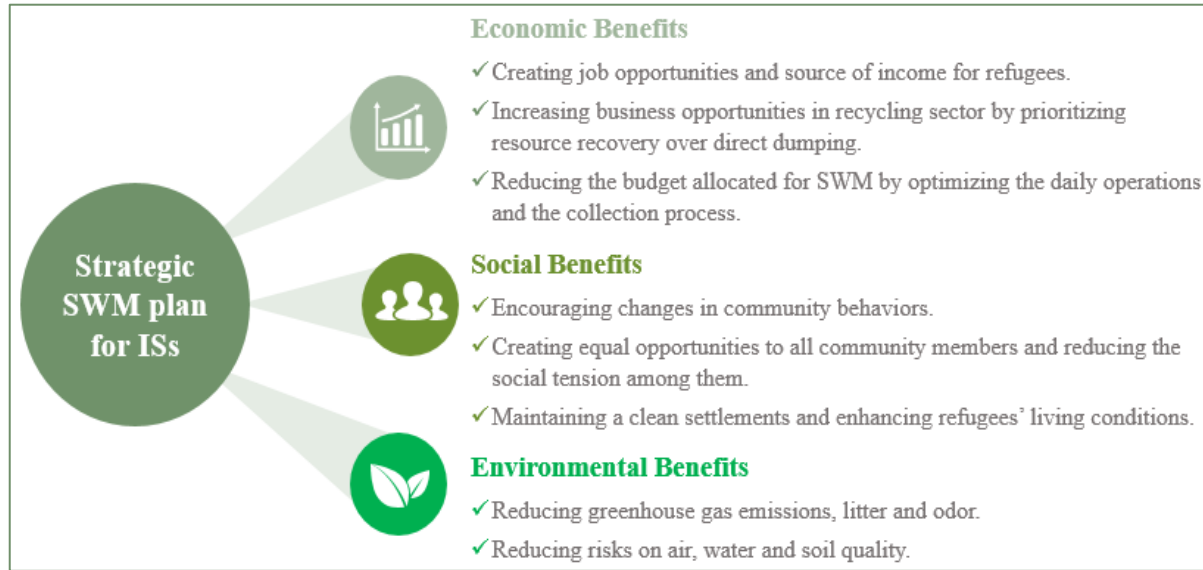 Economic Benefits
✓Creating job opportunities and source of income for refugees.
✓Increasing business opportunities in recycling sector by prioritizing
resource recovery over direct dumping.
✓Reducing the budget allocated for SWM by optimizing the daily operations
and the collection process.
Strategic
SWM plan
for ISs
Social Benefits
✓Encouraging changes in community behaviors.
✓Creating equal opportunities to all community members and reducing the
social tension among them.
✓Maintaining a clean settlements and enhancing refugees’ living conditions.
Environmental Benefits
✓Reducing greenhouse gas emissions, litter and odor.
✓Reducing risks on air, water and soil quality.